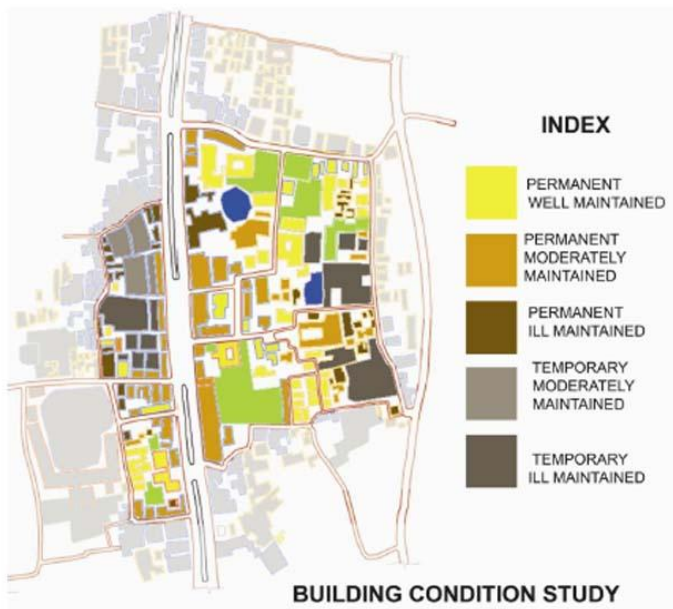 INDEX
PERMANENT
WELL MAINTAINED
PERMANENT
MODERATELY
MAINTAINED
PERMANENT
ILL MAINTAINED
TEMPORARY
MODERATELY
MAINTAINED
TEMPORARY
ILL MAINTAINED
BUILDING CONDITION STUDY